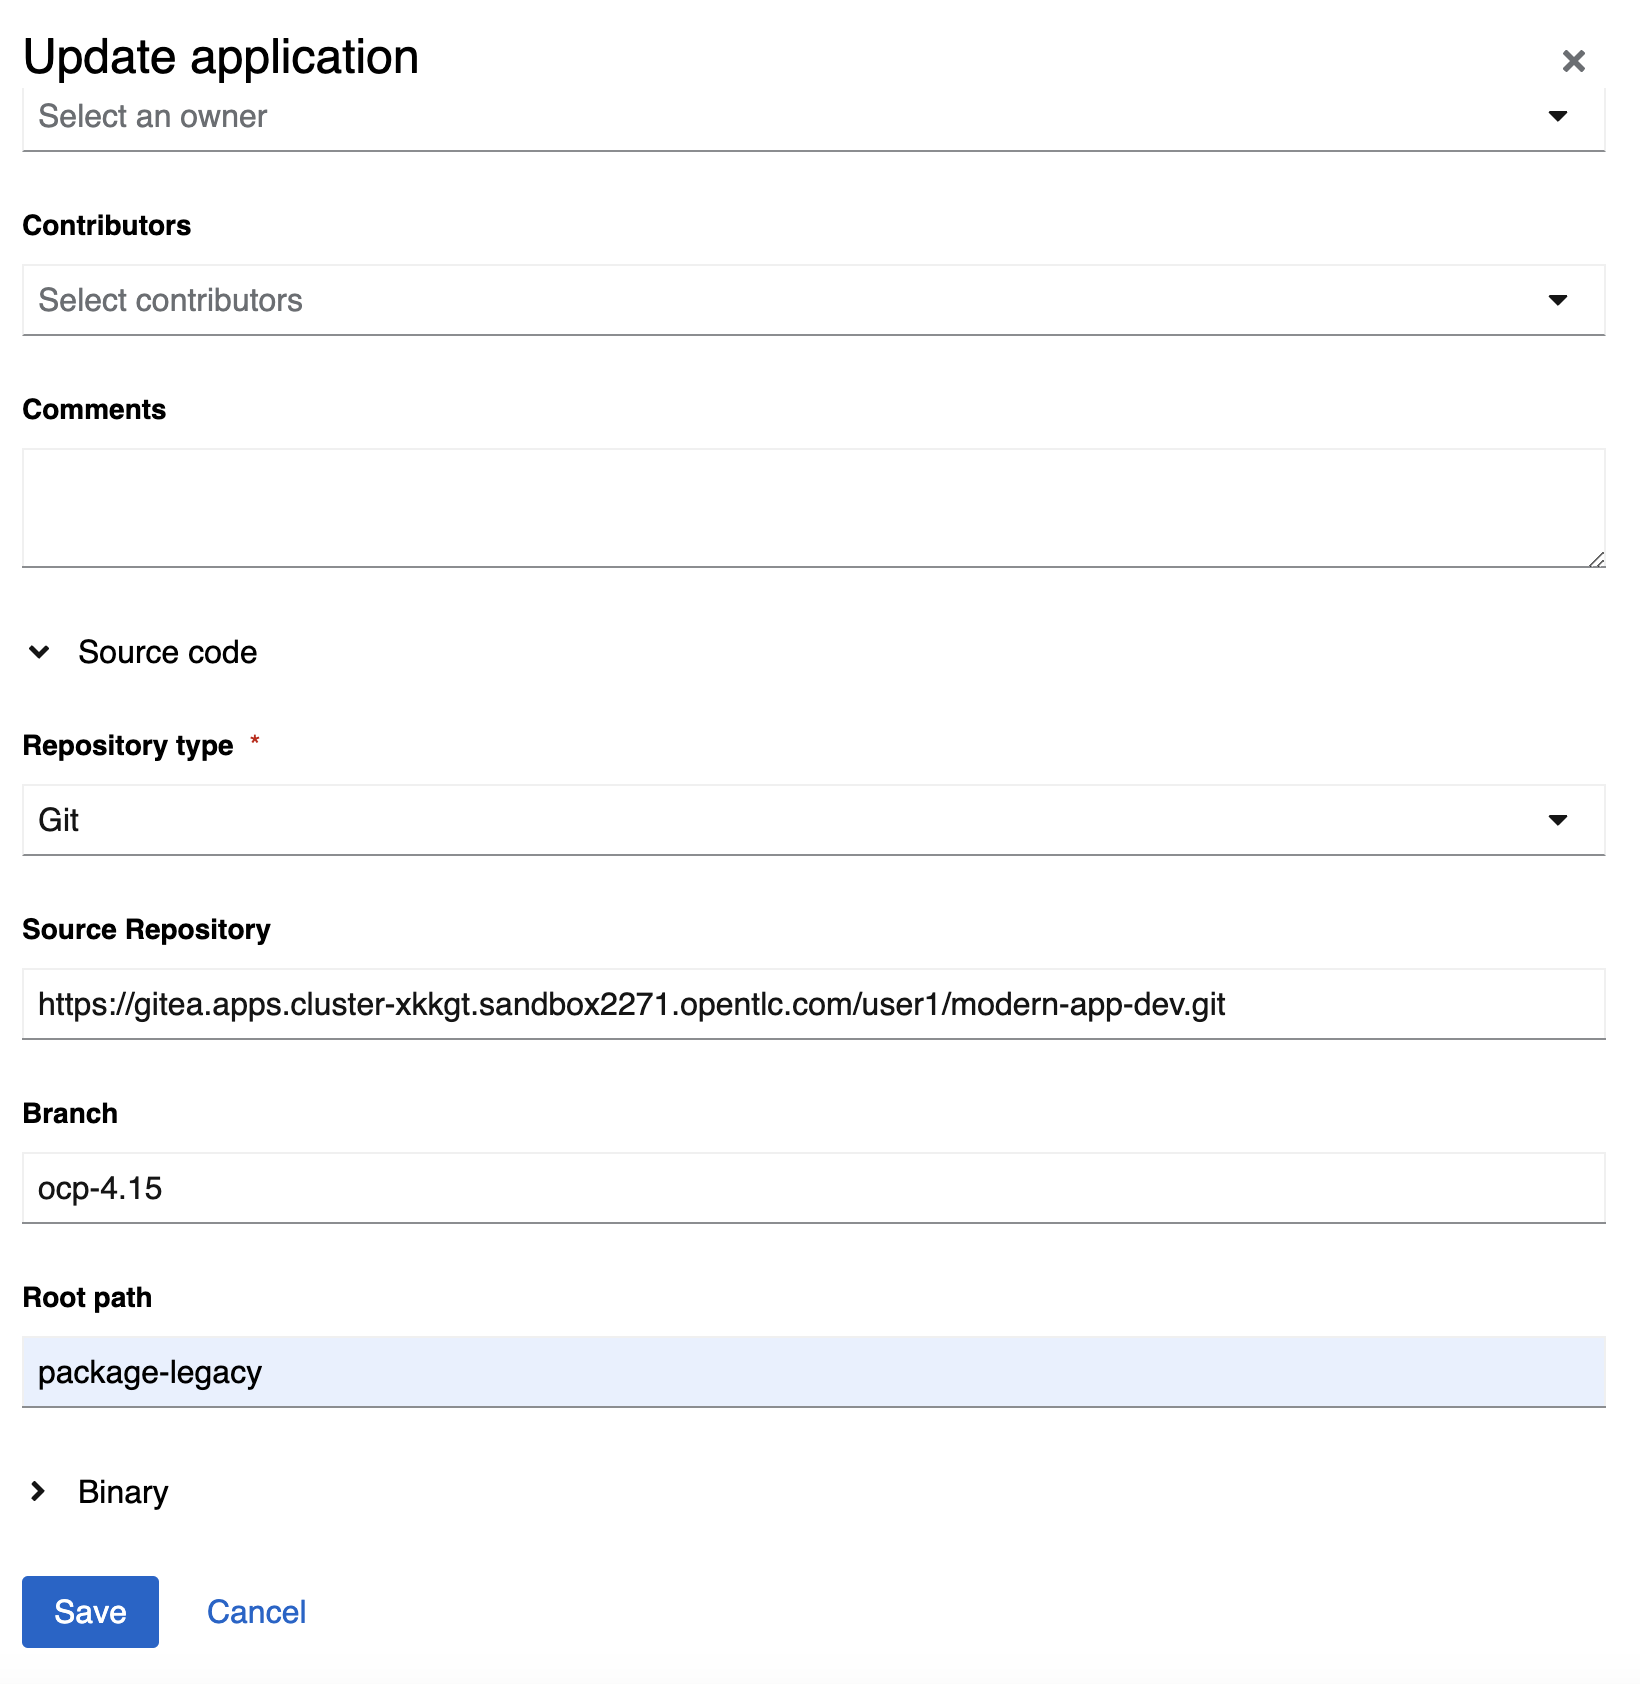 Update application
Select an owner
Contributors
Select contributors
Comments
Source code
Repository type *
Git
Source Repository
https://gitea.apps.cluster-xkkgt.sandbox2271.opentlc.com/user1/modern-app-dev.git
Branch
ocp-4.15
Root path
package-legacy
Binary
Save Cancel